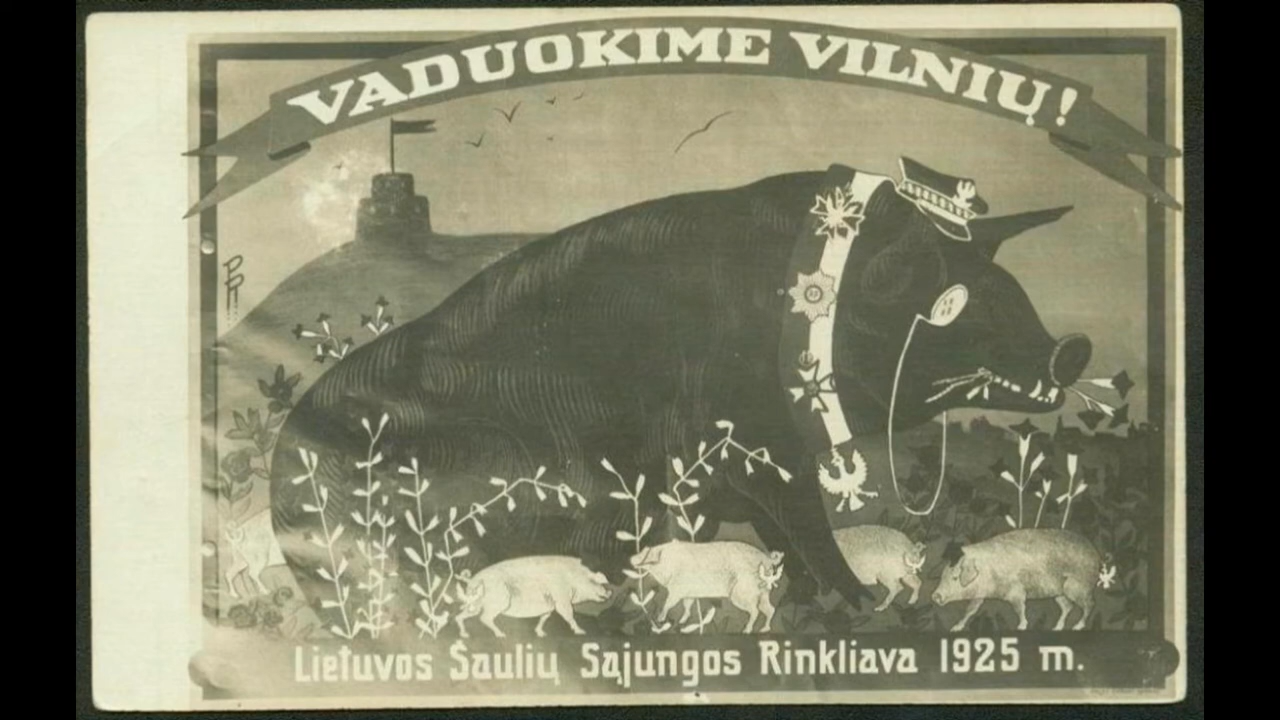 VADUOKIME VILNIŲ!
Lietuvos Šaulių Sąjungos Rinkliava 1925 m.